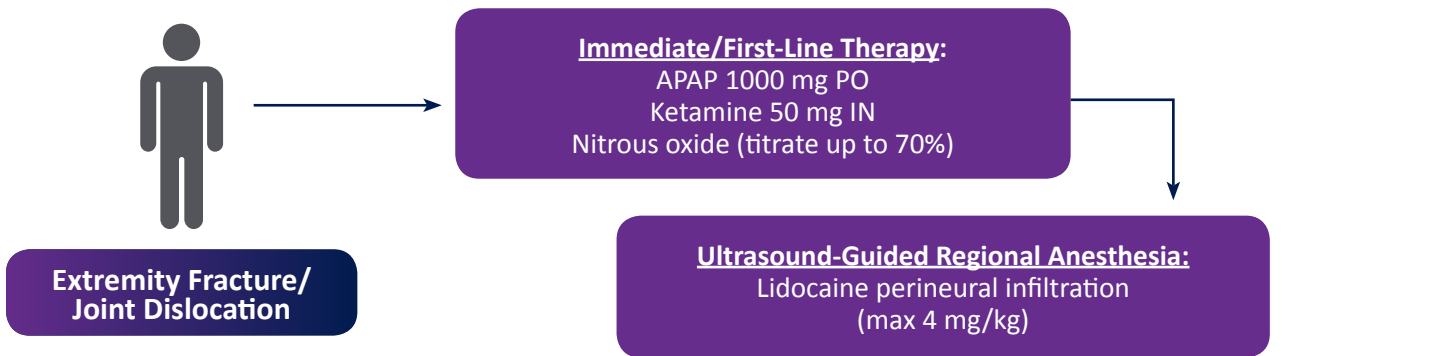 Immediate/First-Line Therapy:
APAP 1000 mg PO
Ketamine 50 mg IN
Nitrous oxide (titrate up to 70%)
Extremity Fracture/
Joint Dislocation
Ultrasound-Guided Regional Anesthesia:
Lidocaine perineural infiltration
(max 4 mg/kg)